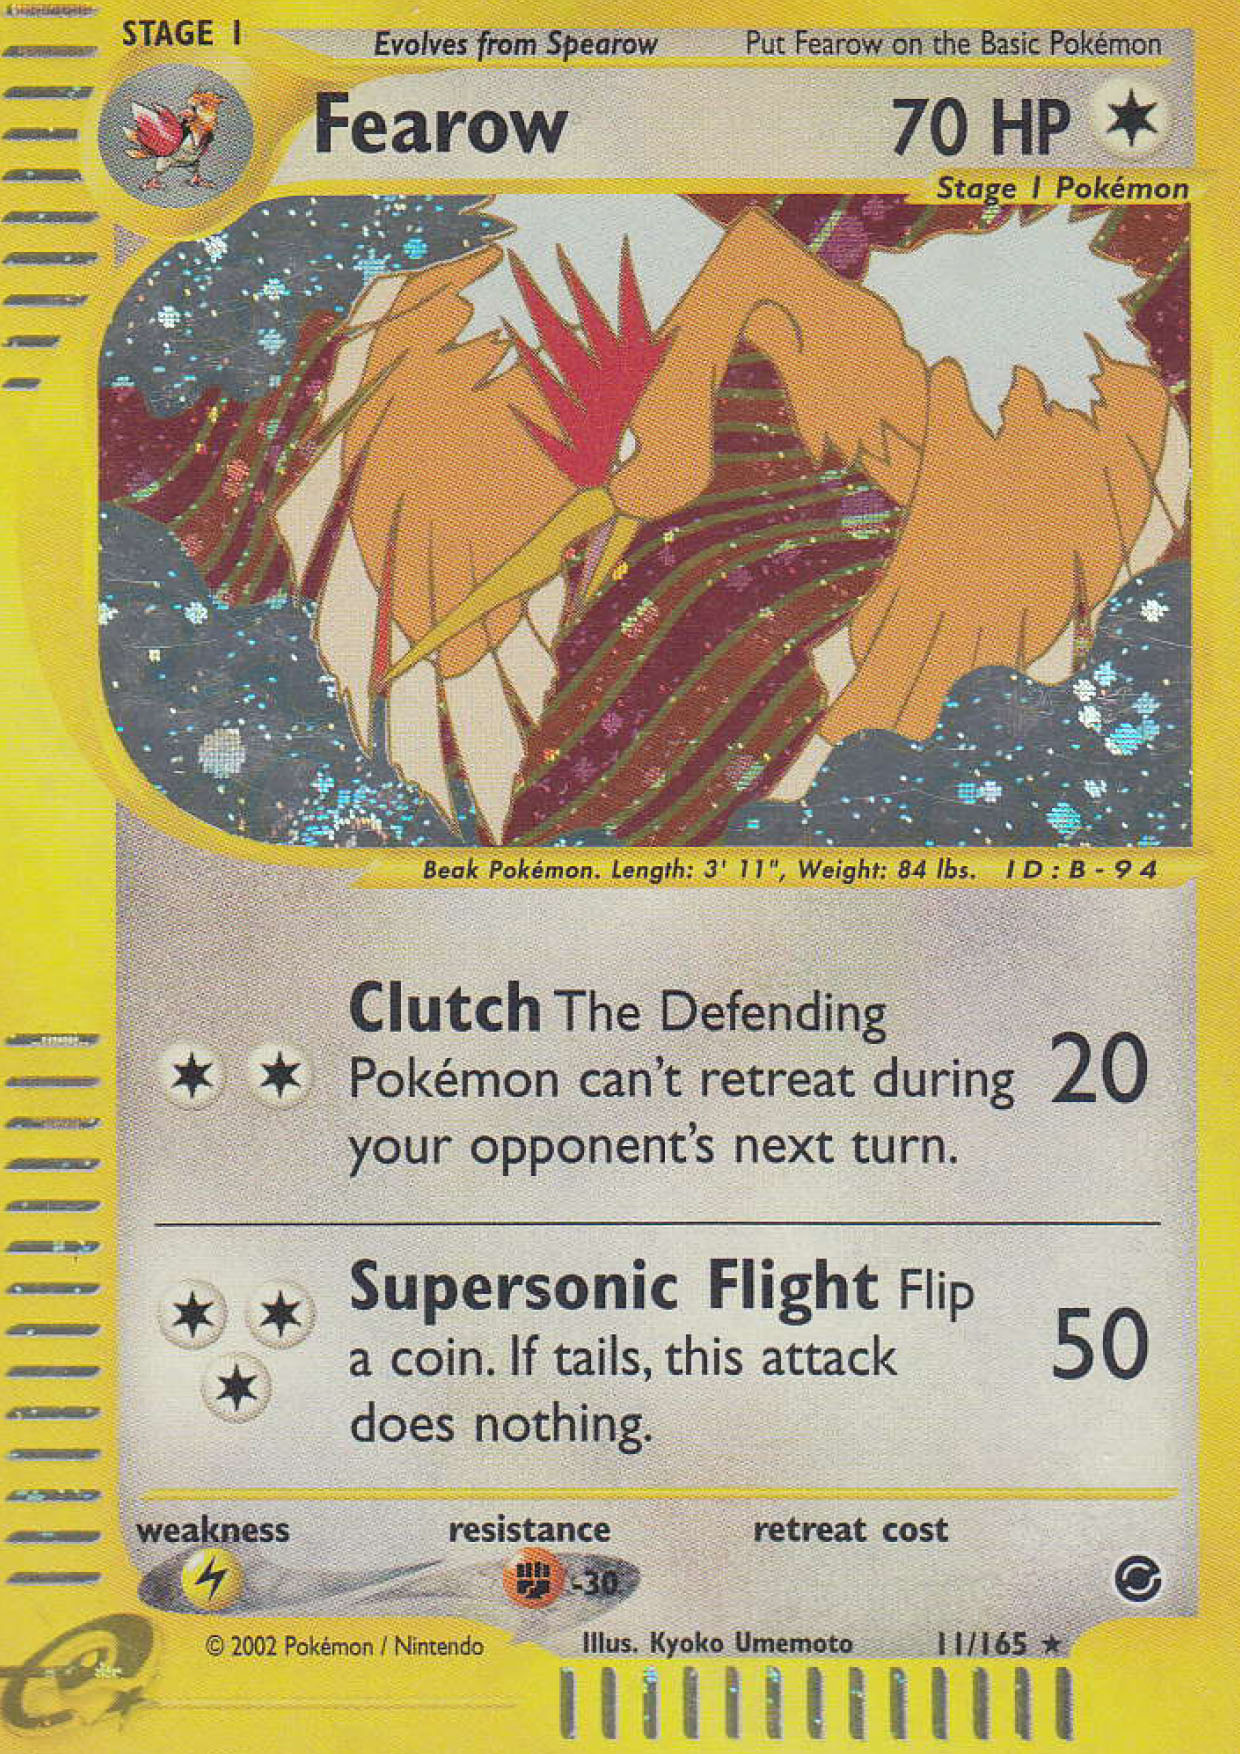 STAGE 1
Evolves from Spearow
Put Fearow on the Basic Pokémon
Fearow
70 HP
Stage 1 Pokémon
Beak Pokémon. Length: 3' 11", Weight: 84 lbs. ID:B-94
Clutch The Defending
Pokémon can't retreat during
your opponent's next turn.
20
Supersonic Flight Flip
a coin. If tails, this attack
does nothing.
50
weakness
resistance
retreat cost
-30
© 2002 Pokémon / Nintendo
Illus. Kyoko Umemoto
11/165 ★